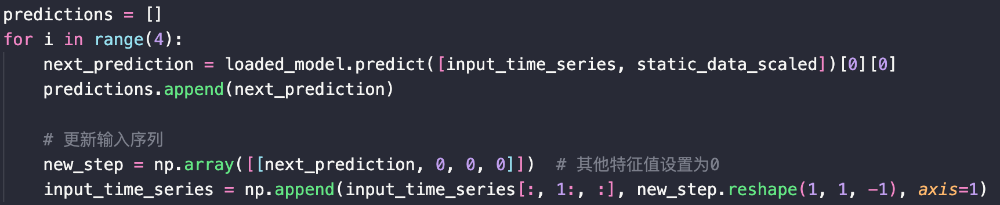 predictions = []
for i in range(4):
    next_prediction = loaded_model.predict([input_time_series, static_data_scaled])[0][0]
    predictions.append(next_prediction)
    # 更新输入序列
    new_step = np.array([[next_prediction, 0, 0, 0]])  # 其他特征值设置为0
    input_time_series = np.append(input_time_series[:, 1:, :], new_step.reshape(1, 1, -1), axis=1)